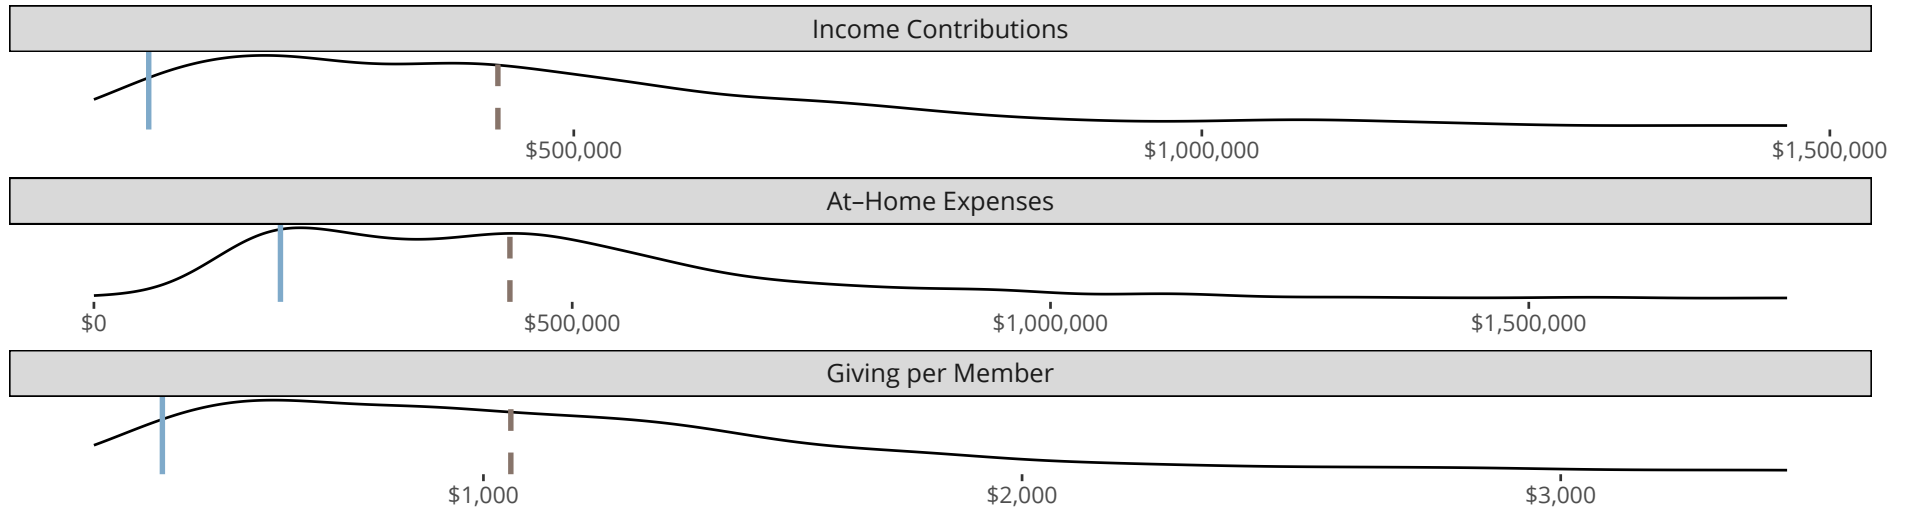 Income Contributions
$500,000 $1,000,000 $1,500,000
At–Home Expenses
$0 $500,000 $1,000,000 $1,500,000
Giving per Member
$1,000 $2,000 $3,000